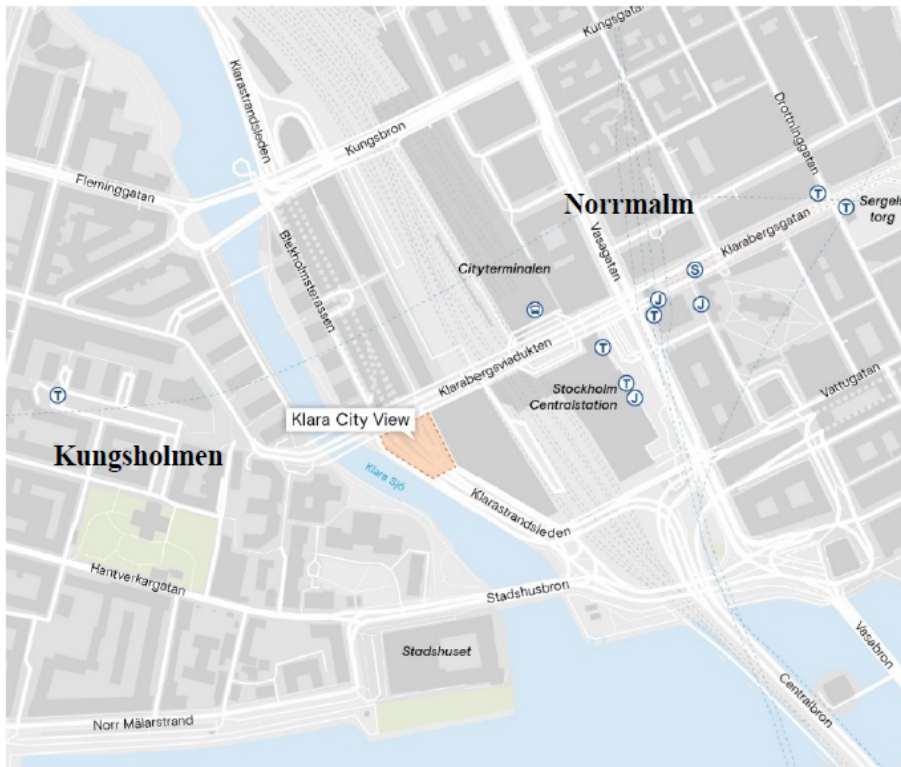 Kungsgatan
Klarastrandsleden
Kungsbron
Drottninggatan
Fleminggatan
Norrmalm
Sergels
torg
Klarabergsgatan
Vasagatan
S
T
T
Blekholmsterassen
Cityterminalen
J
J
T
Klarabergsviadukten
T
Vattugatan
Stockholm
Centralstation
T
J
T
Klara City View
Kungsholmen
Klara Sjö
Klarastrandsleden
Hantverkargatan
Stadshusbron
Stadshuset
Vasabron
Centralbron
Norr Mälarstrand